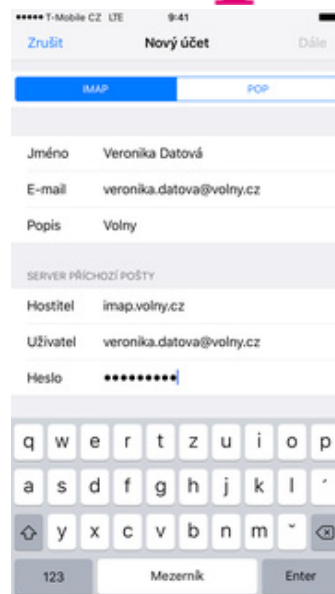 T-Mobile CZ LTE 9:41
Zrušit Nový účet Dále
IMAP POP
Jméno Veronika Datová
E-mail veronika.datova@volny.cz
Popis Volny
SERVER PŘÍCHOZÍ POŠTY
Hostitel imap.volny.cz
Uživatel veronika.datova@volny.cz
Heslo •••••••••
q w e r t z u i o p
a s d f g h j k l ´
y x c v b n m ˇ
123 Mezerník Enter